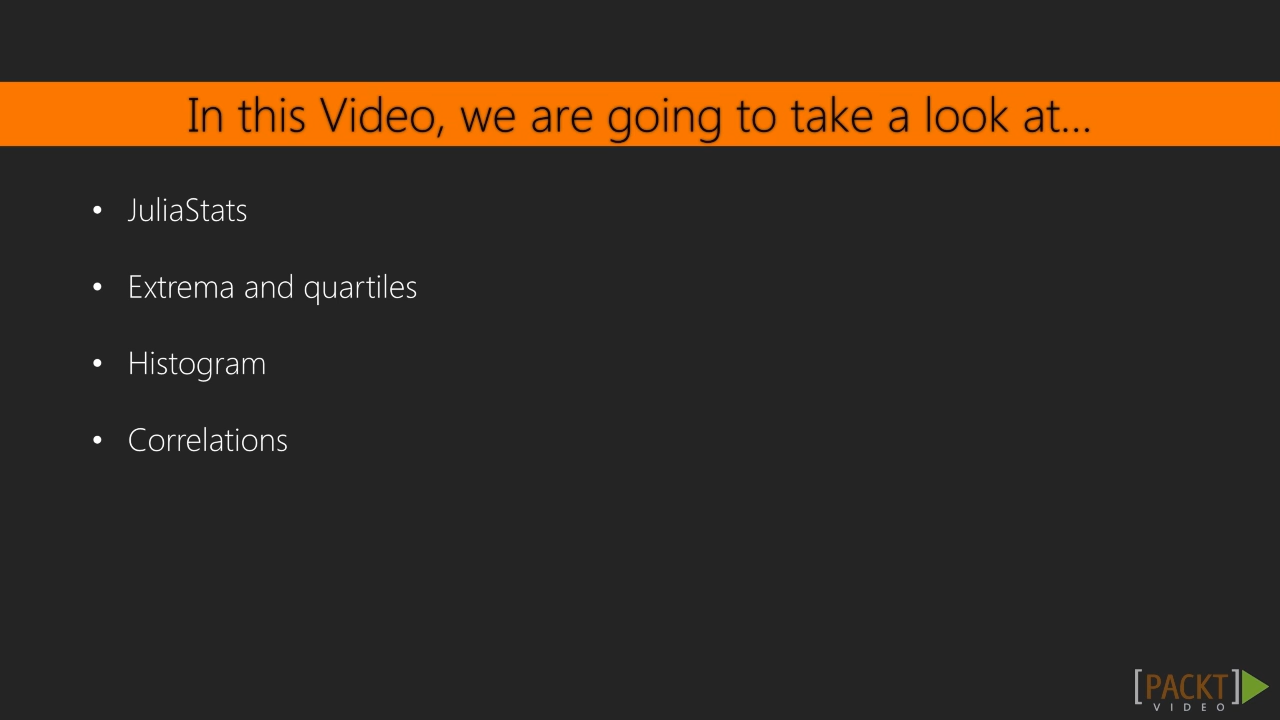 In this Video, we are going to take a look at...
• JuliaStats
• Extrema and quartiles
• Histogram
• Correlations
[PACKT]
VIDEO